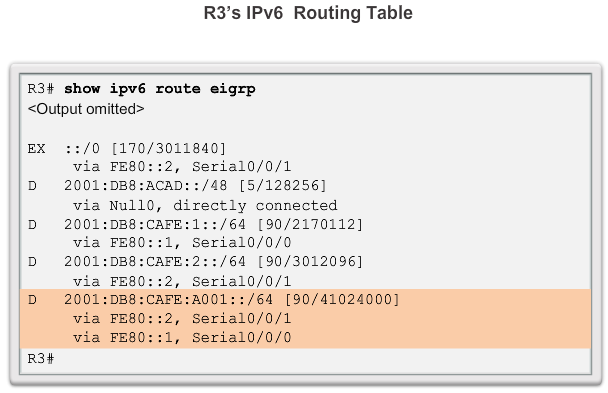 R3’s IPv6 Routing Table
R3# show ipv6 route eigrp
<Output omitted>
EX ::/0 [170/3011840]
via FE80::2, Serial0/0/1
D 2001:DB8:ACAD::/48 [5/128256]
via Null0, directly connected
D 2001:DB8:CAFE:1::/64 [90/2170112]
via FE80::1, Serial0/0/0
D 2001:DB8:CAFE:2::/64 [90/3012096]
via FE80::2, Serial0/0/1
D 2001:DB8:CAFE:A001::/64 [90/41024000]
via FE80::2, Serial0/0/1
via FE80::1, Serial0/0/0
R3#